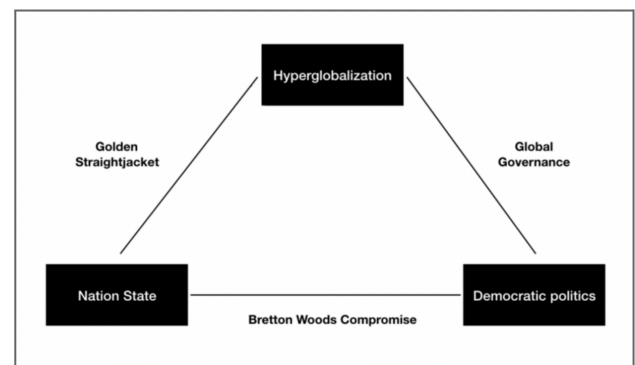 Hyperglobalization
Golden
Straightjacket
Global
Governance
Nation State
Democratic politics
Bretton Woods Compromise